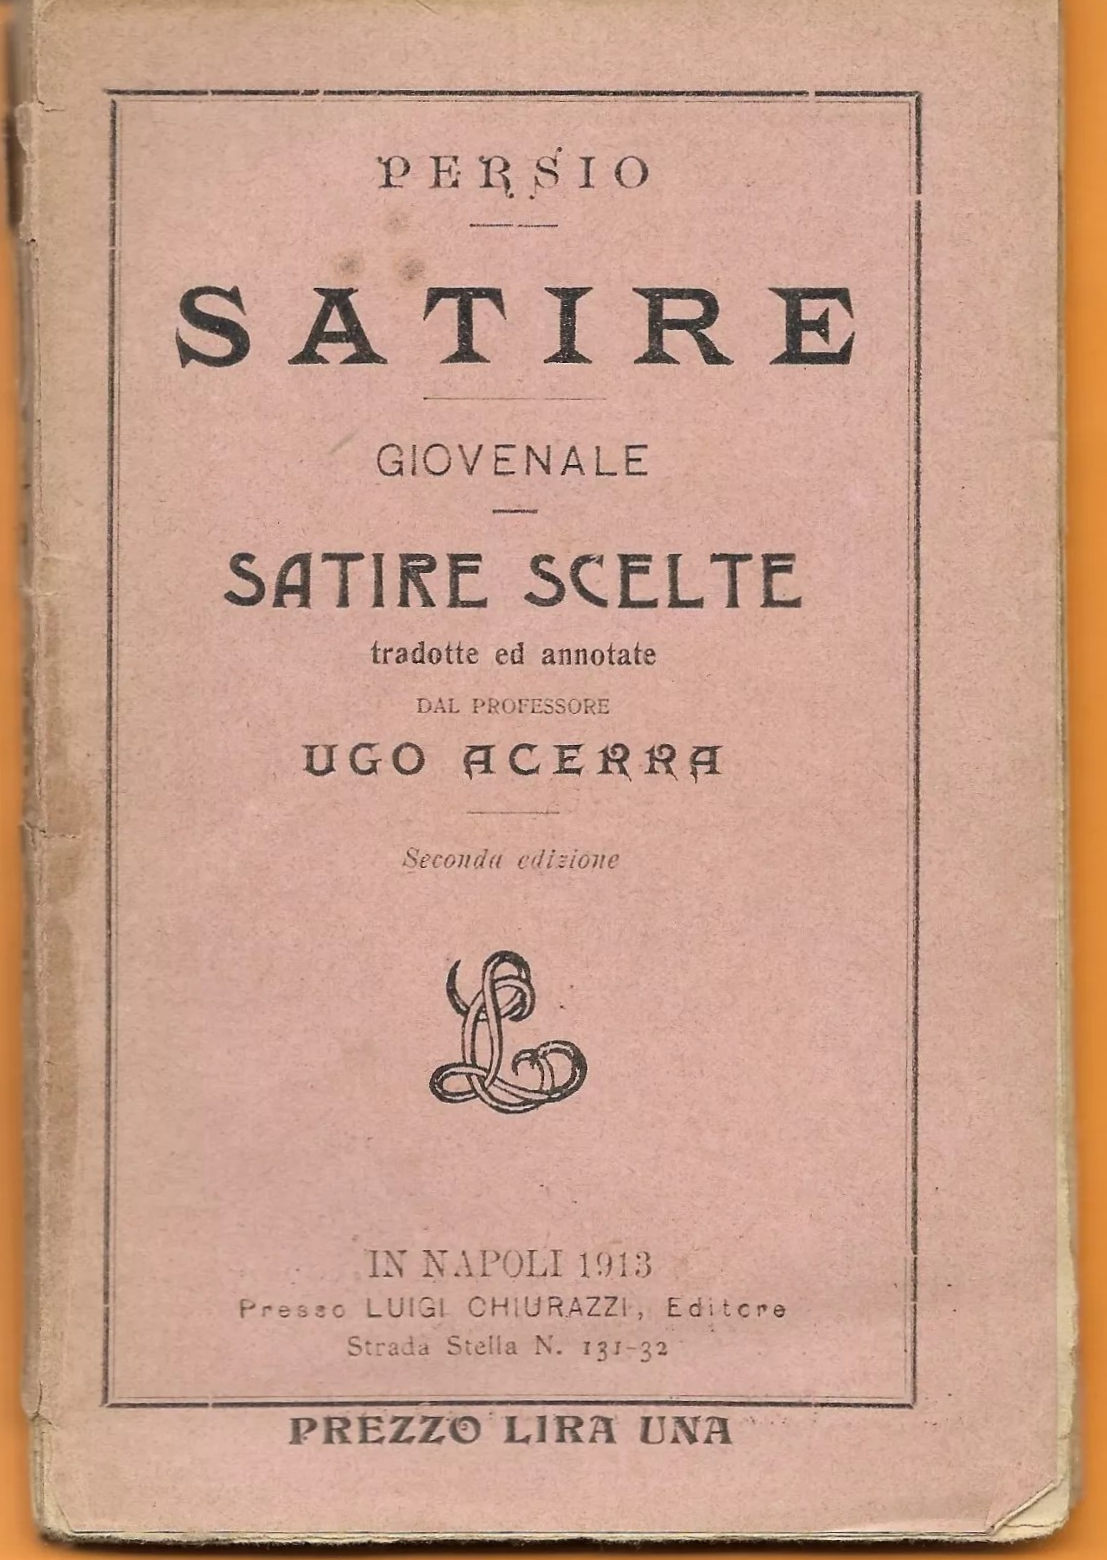 PERSIO
SATIRE
GIOVENALE
SATIRE SCELTE
tradotte ed annotate
DAL PROFESSORE
UGO ACERRA
Seconda edizione
IN NAPOLI 1913
Presso LUIGI CHIURAZZI, Editore
Strada Stella N. 131-32
PREZZO LIRA UNA